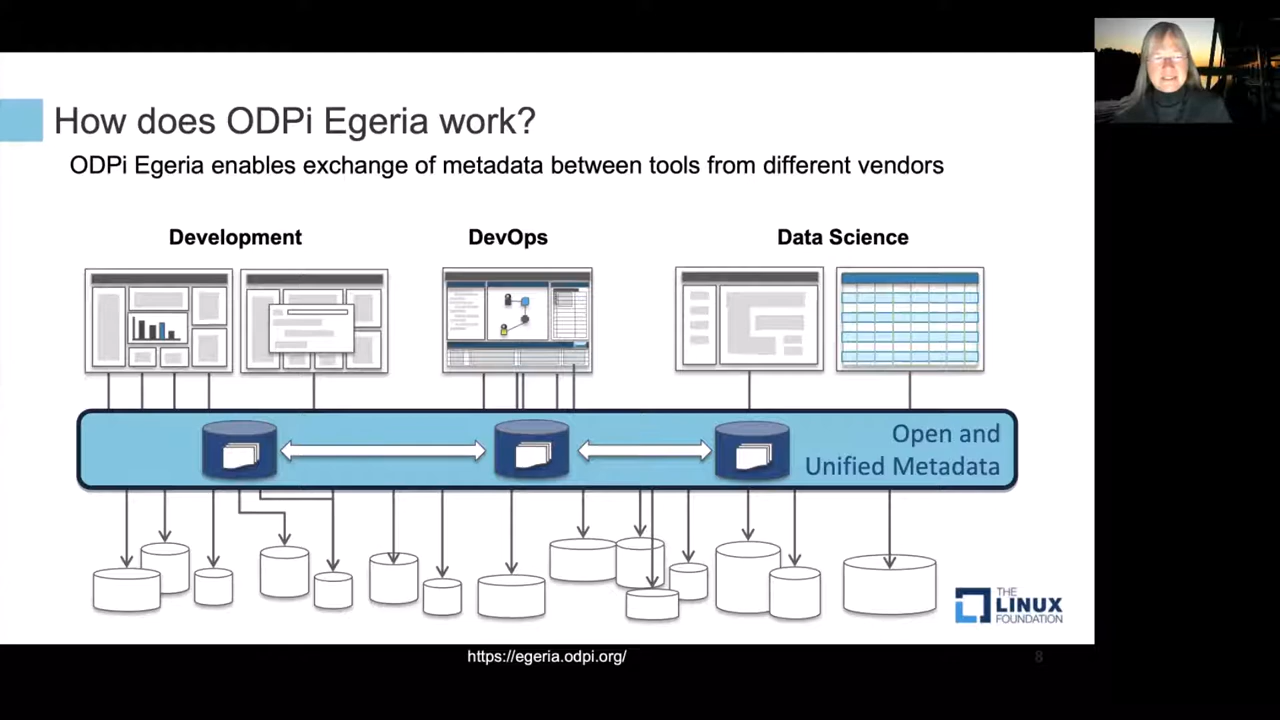 How does ODPi Egeria work?
ODPi Egeria enables exchange of metadata between tools from different vendors
Development
DevOps
Data Science
Open and
Unified Metadata
THE
LINUX
FOUNDATION
https://egeria.odpi.org/
8